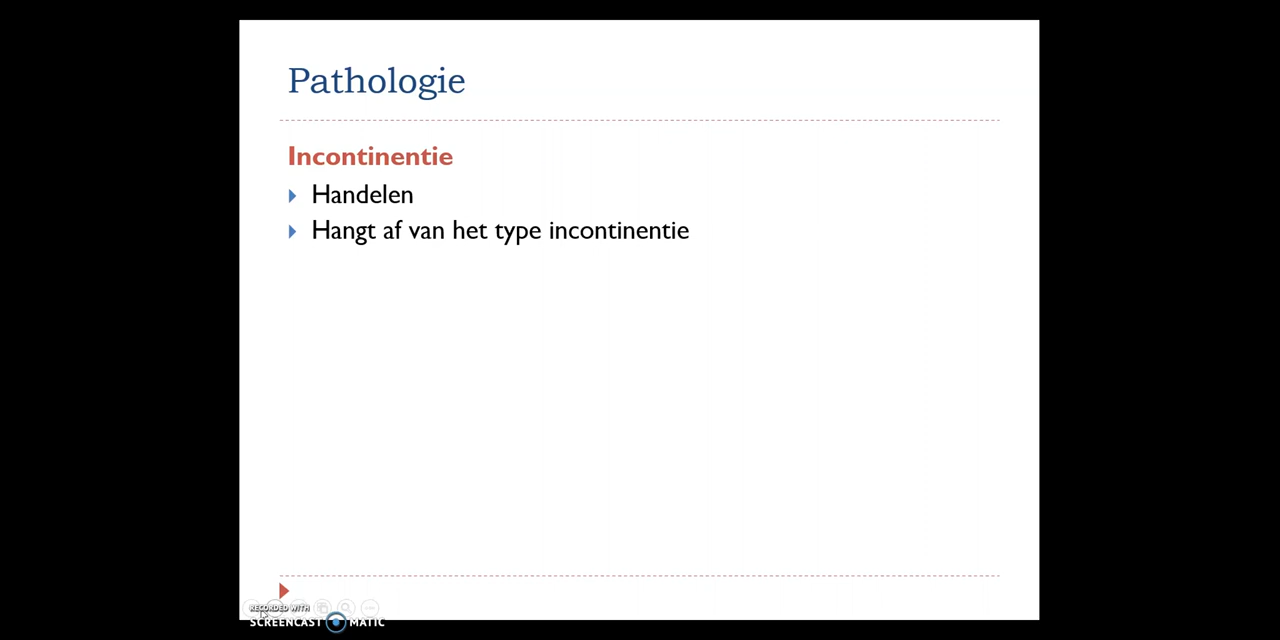 Pathologie
Incontinentie
Handelen
Hangt af van het type incontinentie
RECORDED WITH
SCREENCAST MATIC